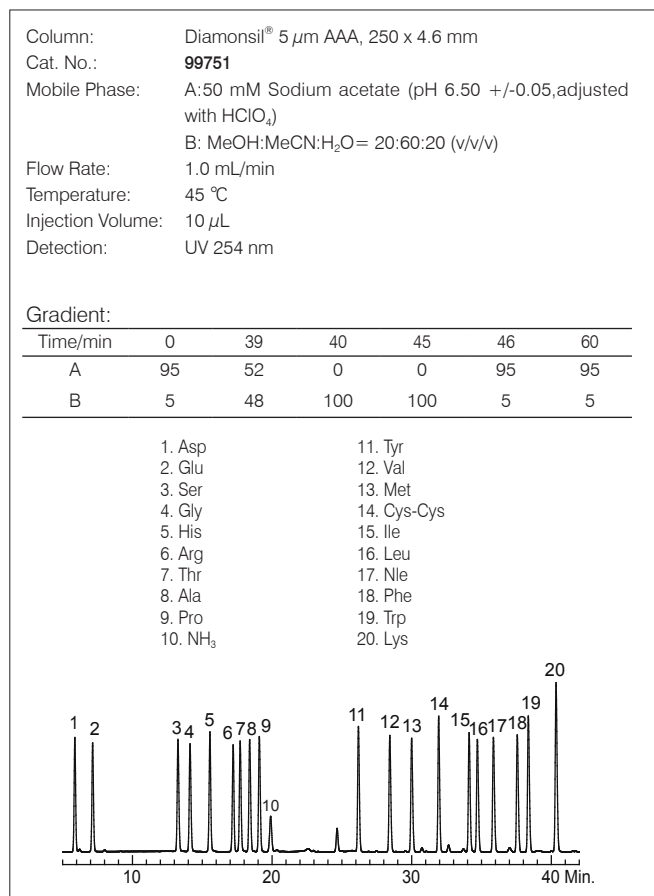 Column: Diamonsil® 5 µm AAA, 250 x 4.6 mm
Cat. No.: 99751
Mobile Phase: A:50 mM Sodium acetate (pH 6.50 +/-0.05,adjusted
with HClO₄)
B: MeOH:MeCN:H₂O= 20:60:20 (v/v/v)
Flow Rate: 1.0 mL/min
Temperature: 45 ℃
Injection Volume: 10 µL
Detection: UV 254 nm
Gradient:
Time/min 0 39 40 45 46 60
A 95 52 0 0 95 95
B 5 48 100 100 5 5
1. Asp
2. Glu
3. Ser
4. Gly
5. His
6. Arg
7. Thr
8. Ala
9. Pro
10. NH₃
11. Tyr
12. Val
13. Met
14. Cys-Cys
15. Ile
16. Leu
17. Nle
18. Phe
19. Trp
20. Lys
1 2 3 4 5 6 7 8 9 10 11 12 13 14 15 16 17 18 19 20
10 20 30 40 Min.